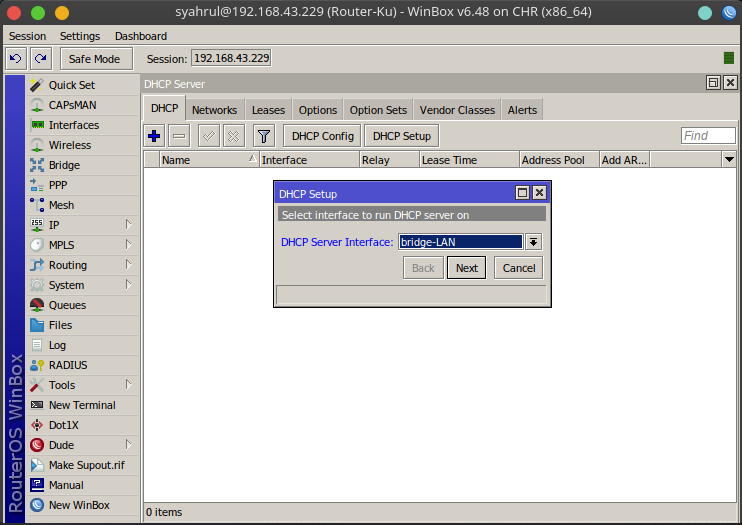 syahrul@192.168.43.229 (Router-Ku) - WinBox v6.48 on CHR (x86_64)
Session Settings Dashboard
Safe Mode Session: 192.168.43.229
Quick Set
CAPsMAN
Interfaces
Wireless
Bridge
PPP
Mesh
IP
MPLS
Routing
System
Queues
Files
Log
RADIUS
Tools
New Terminal
Dot1X
Dude
Make Supout.rif
Manual
New WinBox
RouterOS WinBox
DHCP Server
DHCP Networks Leases Options Option Sets Vendor Classes Alerts
DHCP Config DHCP Setup Find
Name Interface Relay Lease Time Address Pool Add AR...
DHCP Setup
Select interface to run DHCP server on
DHCP Server Interface: bridge-LAN
Back Next Cancel
0 items